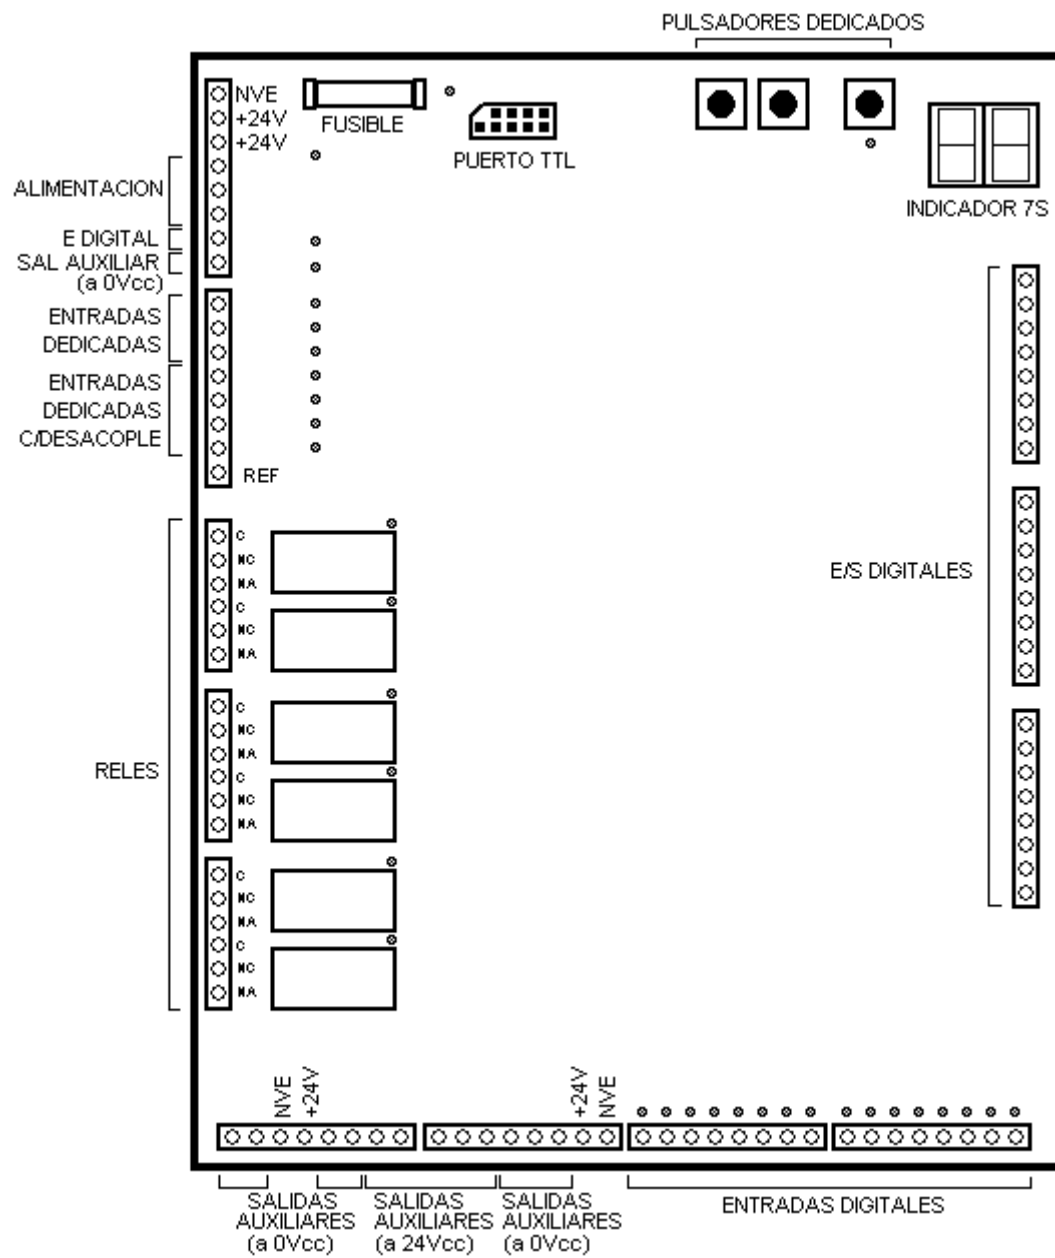 PULSADORES DEDICADOS
NVE
+24V
+24V
FUSIBLE
PUERTO TTL
INDICADOR 7S
ALIMENTACION
E DIGITAL
SAL AUXILIAR
(a 0Vcc)
ENTRADAS
DEDICADAS
ENTRADAS
DEDICADAS
C/DESACOPLE
REF
C
NC
NA
C
NC
NA
E/S DIGITALES
RELES
C
NC
NA
C
NC
NA
C
NC
NA
C
NC
NA
NVE
+24V
+24V
NVE
SALIDAS
AUXILIARES
(a 0Vcc)
SALIDAS
AUXILIARES
(a 24Vcc)
SALIDAS
AUXILIARES
(a 0Vcc)
ENTRADAS DIGITALES